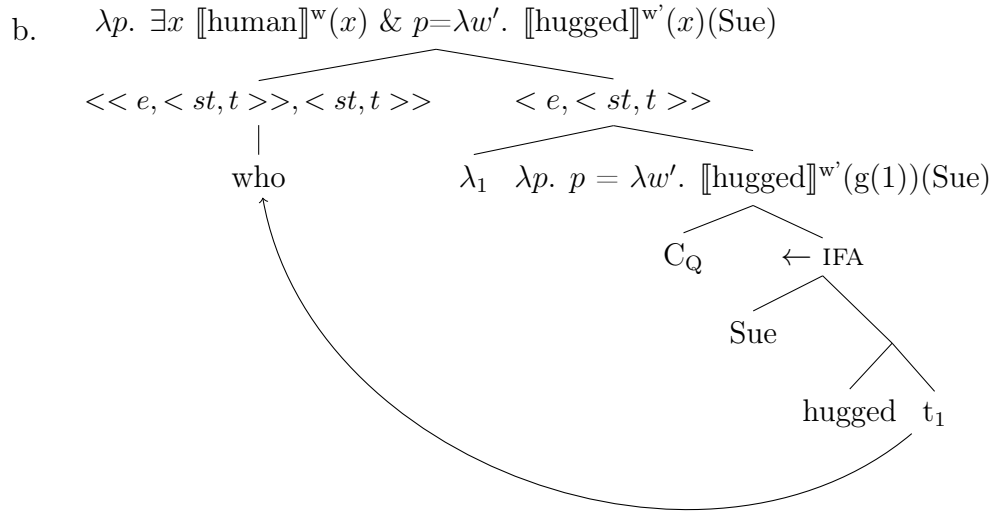 b. λp. ∃x ⟦human⟧ʷ(x) & p=λw′. ⟦hugged⟧ʷ’(x)(Sue)
<< e, < st, t >>, < st, t >> < e, < st, t >>
who λ₁ λp. p = λw′. ⟦hugged⟧ʷ’(g(1))(Sue)
C_Q ← IFA
Sue
hugged t₁